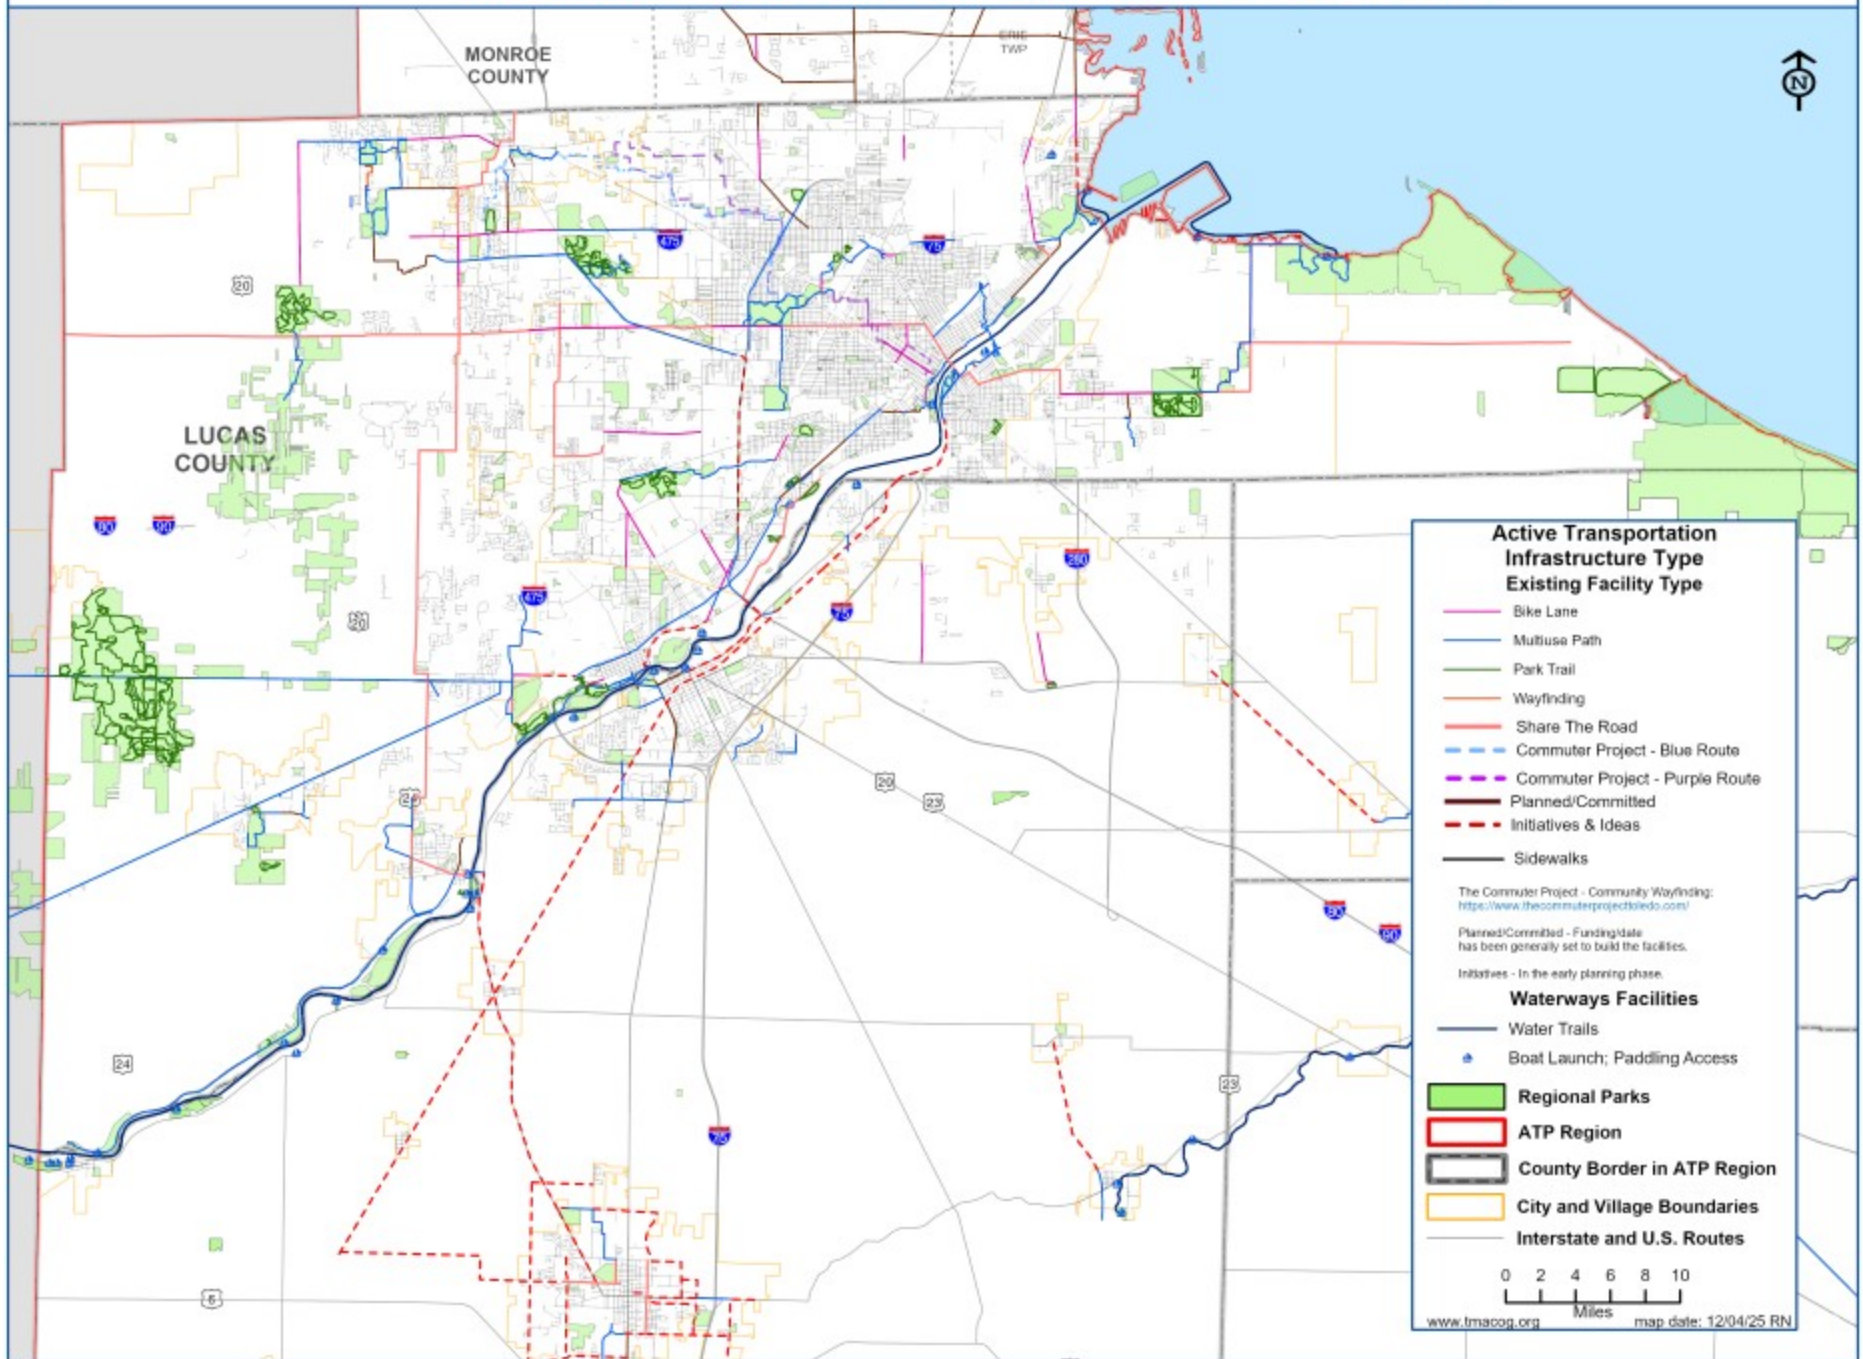 MONROE
COUNTY
ERIE
TWP
N
475
75
20
LUCAS
COUNTY
80
90
280
475
75
20
20
23
24
23
75
6
80
90
Active Transportation
Infrastructure Type
Existing Facility Type
Bike Lane
Multiuse Path
Park Trail
Wayfinding
Share The Road
Commuter Project - Blue Route
Commuter Project - Purple Route
Planned/Committed
Initiatives & Ideas
Sidewalks
The Commuter Project - Community Wayfinding:
https://www.thecommuterprojecttoledo.com/
Planned/Committed - Funding/date
has been generally set to build the facilities.
Initiatives - In the early planning phase.
Waterways Facilities
Water Trails
Boat Launch; Paddling Access
Regional Parks
ATP Region
County Border in ATP Region
City and Village Boundaries
Interstate and U.S. Routes
0 2 4 6 8 10
Miles
www.tmacog.org map date: 12/04/25 RN